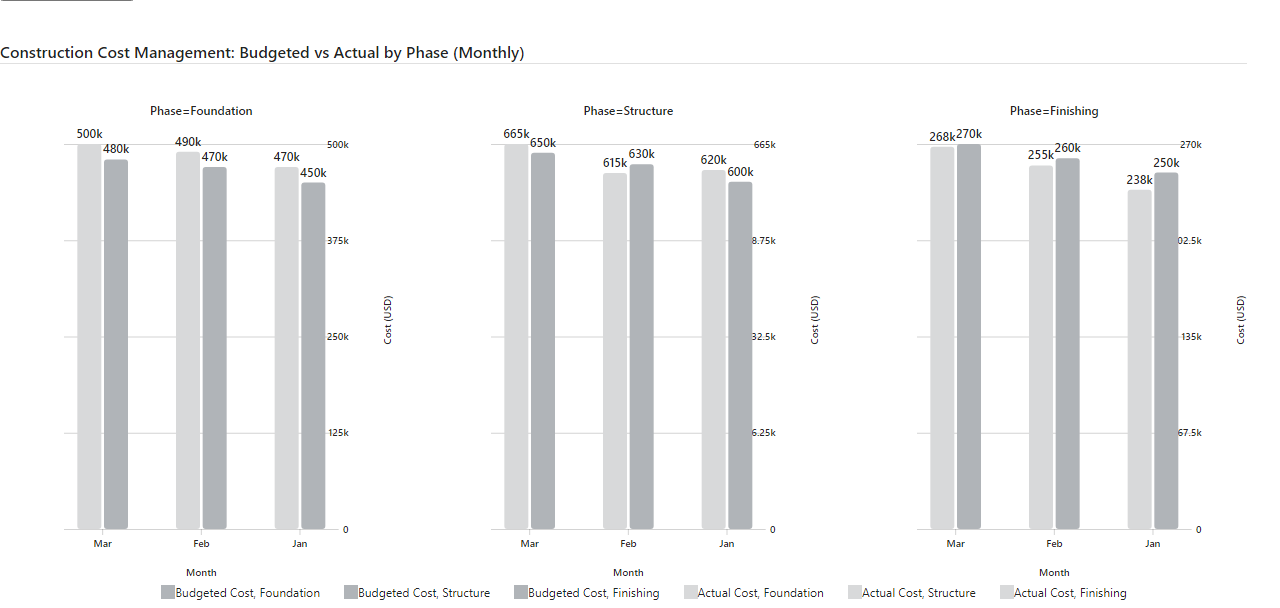 Construction Cost Management: Budgeted vs Actual by Phase (Monthly)
Phase=Foundation
500k
480k
490k
470k
470k
450k
500k
375k
250k
125k
0
Cost (USD)
Mar
Feb
Jan
Month
Phase=Structure
665k
650k
615k
630k
620k
600k
665k
8.75k
32.5k
6.25k
0
Cost (USD)
Mar
Feb
Jan
Month
Phase=Finishing
268k
270k
255k
260k
238k
250k
270k
02.5k
135k
67.5k
0
Cost (USD)
Mar
Feb
Jan
Month
Budgeted Cost, Foundation
Budgeted Cost, Structure
Budgeted Cost, Finishing
Actual Cost, Foundation
Actual Cost, Structure
Actual Cost, Finishing